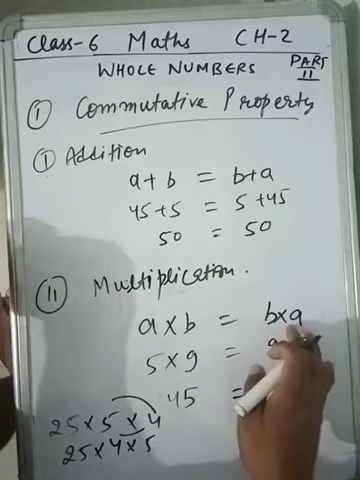 Class-6 Maths CH-2
WHOLE NUMBERS PART II
① Commutative Property
① Addition
a+b = b+a
45+5 = 5+45
50 = 50
② Multiplication.
a×b = b×a
5×9 =
45 =
25×5×4
25×4×5